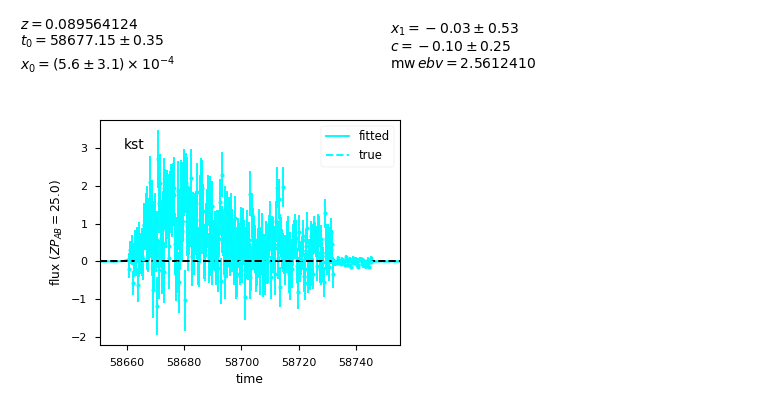 z = 0.089564124
t₀ = 58677.15 ± 0.35
x₀ = (5.6 ± 3.1) × 10⁻⁴
x₁ = −0.03 ± 0.53
c = −0.10 ± 0.25
mw ebv = 2.5612410
kst
fitted
true
3
2
1
0
−1
−2
flux (ZP_AB = 25.0)
58660 58680 58700 58720 58740
time